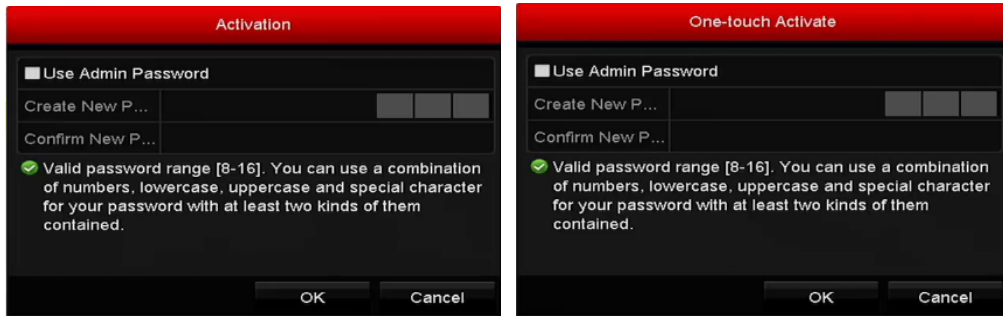 Activation
Use Admin Password
Create New P...
Confirm New P...
Valid password range [8-16]. You can use a combination
of numbers, lowercase, uppercase and special character
for your password with at least two kinds of them
contained.
OK
Cancel
One-touch Activate
Use Admin Password
Create New P...
Confirm New P...
Valid password range [8-16]. You can use a combination
of numbers, lowercase, uppercase and special character
for your password with at least two kinds of them
contained.
OK
Cancel